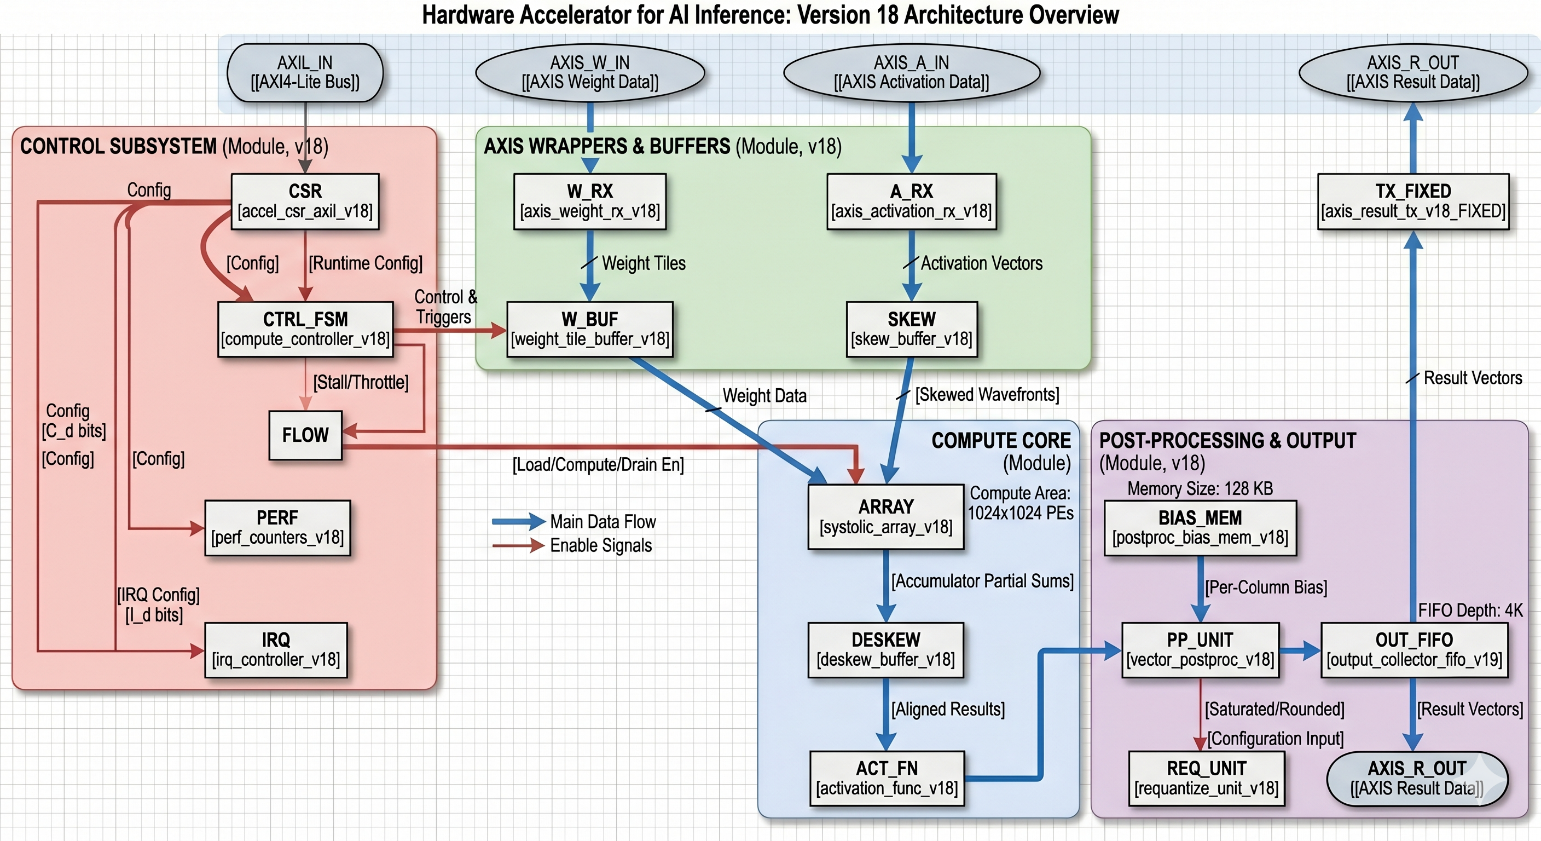 Hardware Accelerator for AI Inference: Version 18 Architecture Overview
AXIL_IN
[[AXI4-Lite Bus]]
AXIS_W_IN
[[AXIS Weight Data]]
AXIS_A_IN
[[AXIS Activation Data]]
AXIS_R_OUT
[[AXIS Result Data]]
CONTROL SUBSYSTEM (Module, v18)
Config
CSR
[accel_csr_axil_v18]
[Config]
[Runtime Config]
CTRL_FSM
[compute_controller_v18]
Control &
Triggers
[Stall/Throttle]
FLOW
Config
[C_d bits]
[Config]
[Config]
PERF
[perf_counters_v18]
[IRQ Config]
[I_d bits]
IRQ
[irq_controller_v18]
AXIS WRAPPERS & BUFFERS (Module, v18)
W_RX
[axis_weight_rx_v18]
A_RX
[axis_activation_rx_v18]
Weight Tiles
Activation Vectors
W_BUF
[weight_tile_buffer_v18]
SKEW
[skew_buffer_v18]
Weight Data
[Skewed Wavefronts]
[Load/Compute/Drain En]
Main Data Flow
Enable Signals
COMPUTE CORE
(Module)
ARRAY
[systolic_array_v18]
Compute Area:
1024x1024 PEs
[Accumulator Partial Sums]
DESKEW
[deskew_buffer_v18]
[Aligned Results]
ACT_FN
[activation_func_v18]
TX_FIXED
[axis_result_tx_v18_FIXED]
Result Vectors
POST-PROCESSING & OUTPUT
(Module, v18)
Memory Size: 128 KB
BIAS_MEM
[postproc_bias_mem_v18]
[Per-Column Bias]
FIFO Depth: 4K
PP_UNIT
[vector_postproc_v18]
OUT_FIFO
[output_collector_fifo_v19]
[Saturated/Rounded]
[Configuration Input]
[Result Vectors]
REQ_UNIT
[requantize_unit_v18]
AXIS_R_OUT
[[AXIS Result Data]]